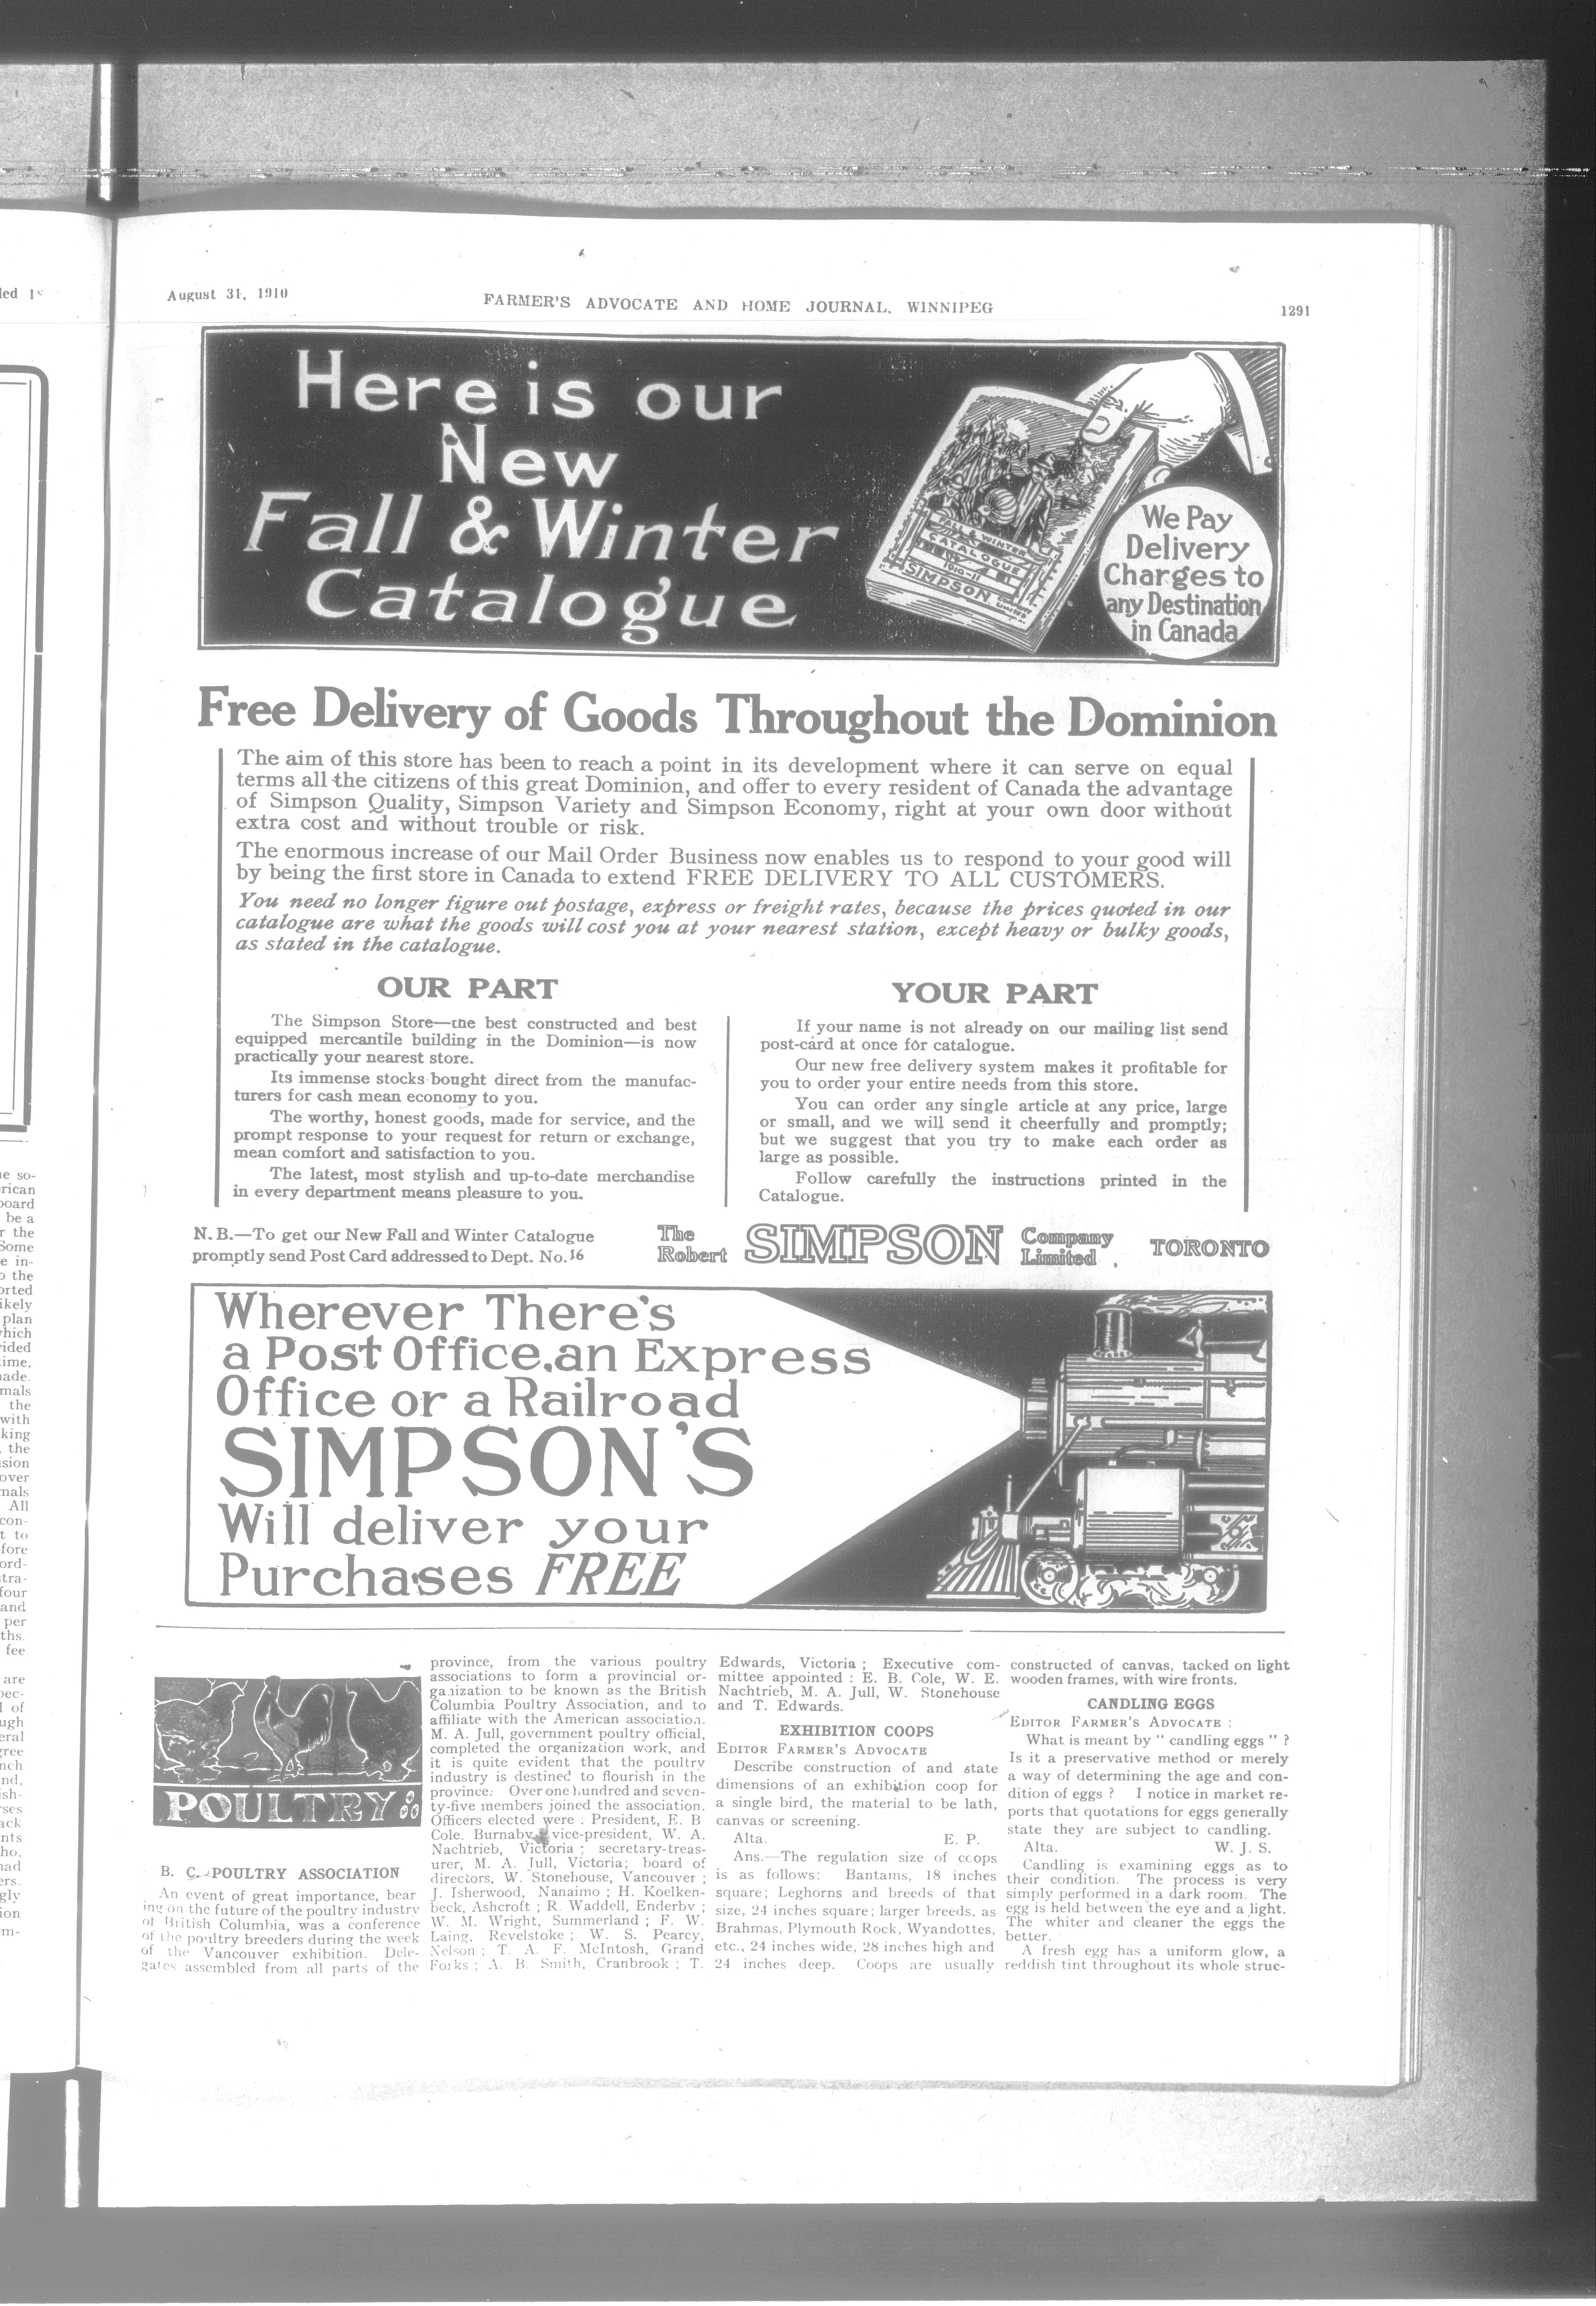 August 31, 1910
FARMER'S ADVOCATE AND HOME JOURNAL, WINNIPEG
1291
Here is our
New
Fall & Winter
Catalogue
FALL & WINTER
CATALOGUE
1910-11
SIMPSON COMPANY LIMITED
We Pay
Delivery
Charges to
any Destination
in Canada
Free Delivery of Goods Throughout the Dominion
The aim of this store has been to reach a point in its development where it can serve on equal
terms all the citizens of this great Dominion, and offer to every resident of Canada the advantage
of Simpson Quality, Simpson Variety and Simpson Economy, right at your own door without
extra cost and without trouble or risk.
The enormous increase of our Mail Order Business now enables us to respond to your good will
by being the first store in Canada to extend FREE DELIVERY TO ALL CUSTOMERS.
You need no longer figure out postage, express or freight rates, because the prices quoted in our
catalogue are what the goods will cost you at your nearest station, except heavy or bulky goods,
as stated in the catalogue.
OUR PART
The Simpson Store—the best constructed and best
equipped mercantile building in the Dominion—is now
practically your nearest store.
Its immense stocks bought direct from the manufac-
turers for cash mean economy to you.
The worthy, honest goods, made for service, and the
prompt response to your request for return or exchange,
mean comfort and satisfaction to you.
The latest, most stylish and up-to-date merchandise
in every department means pleasure to you.
YOUR PART
If your name is not already on our mailing list send
post-card at once for catalogue.
Our new free delivery system makes it profitable for
you to order your entire needs from this store.
You can order any single article at any price, large
or small, and we will send it cheerfully and promptly;
but we suggest that you try to make each order as
large as possible.
Follow carefully the instructions printed in the
Catalogue.
N.B.—To get our New Fall and Winter Catalogue
promptly send Post Card addressed to Dept. No. 16
The Robert SIMPSON Company Limited, TORONTO
Wherever There's
a Post Office, an Express
Office or a Railroad
SIMPSON'S
Will deliver your
Purchases FREE
POULTRY
B. C. POULTRY ASSOCIATION
An event of great importance, bear
ing on the future of the poultry industry
of British Columbia, was a conference
of the poultry breeders during the week
of the Vancouver exhibition. Dele-
gates assembled from all parts of the
province, from the various poultry
associations to form a provincial or-
ganization to be known as the British
Columbia Poultry Association, and to
affiliate with the American association.
M. A. Jull, government poultry official,
completed the organization work, and
it is quite evident that the poultry
industry is destined to flourish in the
province. Over one hundred and seven-
ty-five members joined the association.
Officers elected were: President, E. B
Cole, Burnaby; vice-president, W. A.
Nachtrieb, Victoria; secretary-treas-
urer, M. A. Jull, Victoria; board of
directors, W. Stonehouse, Vancouver;
J. Isherwood, Nanaimo; H. Koelken-
beck, Ashcroft; R. Waddell, Enderby;
W. M. Wright, Summerland; F. W.
Laing, Revelstoke; W. S. Pearcy,
Nelson; T. A. F. McIntosh, Grand
Forks; A. B. Smith, Cranbrook; T.
Edwards, Victoria; Executive com-
mittee appointed: E. B. Cole, W. E.
Nachtrieb, M. A. Jull, W. Stonehouse
and T. Edwards.
EXHIBITION COOPS
EDITOR FARMER'S ADVOCATE
Describe construction of and state
dimensions of an exhibition coop for
a single bird, the material to be lath,
canvas or screening.
Alta. E. P.
Ans.—The regulation size of coops
is as follows: Bantams, 18 inches
square; Leghorns and breeds of that
size, 24 inches square; larger breeds, as
Brahmas, Plymouth Rock, Wyandottes,
etc., 24 inches wide, 28 inches high and
24 inches deep. Coops are usually
constructed of canvas, tacked on light
wooden frames, with wire fronts.
CANDLING EGGS
EDITOR FARMER'S ADVOCATE:
What is meant by "candling eggs"?
Is it a preservative method or merely
a way of determining the age and con-
dition of eggs? I notice in market re-
ports that quotations for eggs generally
state they are subject to candling.
Alta. W. J. S.
Candling is examining eggs as to
their condition. The process is very
simply performed in a dark room. The
egg is held between the eye and a light.
The whiter and cleaner the eggs the
better.
A fresh egg has a uniform glow, a
reddish tint throughout its whole struc-